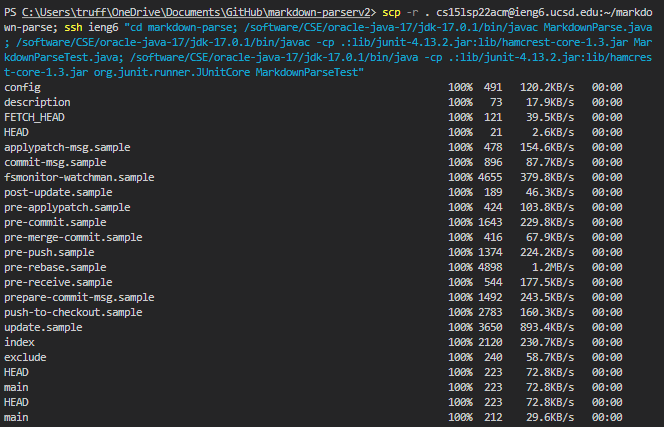 PS C:\Users\truff\OneDrive\Documents\GitHub\markdown-parserv2> scp -r . cs15lsp22acm@ieng6.ucsd.edu:~/markdo
wn-parse; ssh ieng6 "cd markdown-parse; /software/CSE/oracle-java-17/jdk-17.0.1/bin/javac MarkdownParse.java
; /software/CSE/oracle-java-17/jdk-17.0.1/bin/javac -cp .:lib/junit-4.13.2.jar:lib/hamcrest-core-1.3.jar Mar
kdownParseTest.java; /software/CSE/oracle-java-17/jdk-17.0.1/bin/java -cp .:lib/junit-4.13.2.jar:lib/hamcres
t-core-1.3.jar org.junit.runner.JUnitCore MarkdownParseTest"
config 100% 491 120.2KB/s 00:00
description 100% 73 17.9KB/s 00:00
FETCH_HEAD 100% 121 39.5KB/s 00:00
HEAD 100% 21 2.6KB/s 00:00
applypatch-msg.sample 100% 478 154.6KB/s 00:00
commit-msg.sample 100% 896 87.7KB/s 00:00
fsmonitor-watchman.sample 100% 4655 379.8KB/s 00:00
post-update.sample 100% 189 46.3KB/s 00:00
pre-applypatch.sample 100% 424 103.8KB/s 00:00
pre-commit.sample 100% 1643 229.8KB/s 00:00
pre-merge-commit.sample 100% 416 67.9KB/s 00:00
pre-push.sample 100% 1374 224.2KB/s 00:00
pre-rebase.sample 100% 4898 1.2MB/s 00:00
pre-receive.sample 100% 544 177.5KB/s 00:00
prepare-commit-msg.sample 100% 1492 243.5KB/s 00:00
push-to-checkout.sample 100% 2783 160.3KB/s 00:00
update.sample 100% 3650 893.4KB/s 00:00
index 100% 2120 230.7KB/s 00:00
exclude 100% 240 58.7KB/s 00:00
HEAD 100% 223 72.8KB/s 00:00
main 100% 223 72.8KB/s 00:00
HEAD 100% 223 72.8KB/s 00:00
main 100% 212 29.6KB/s 00:00